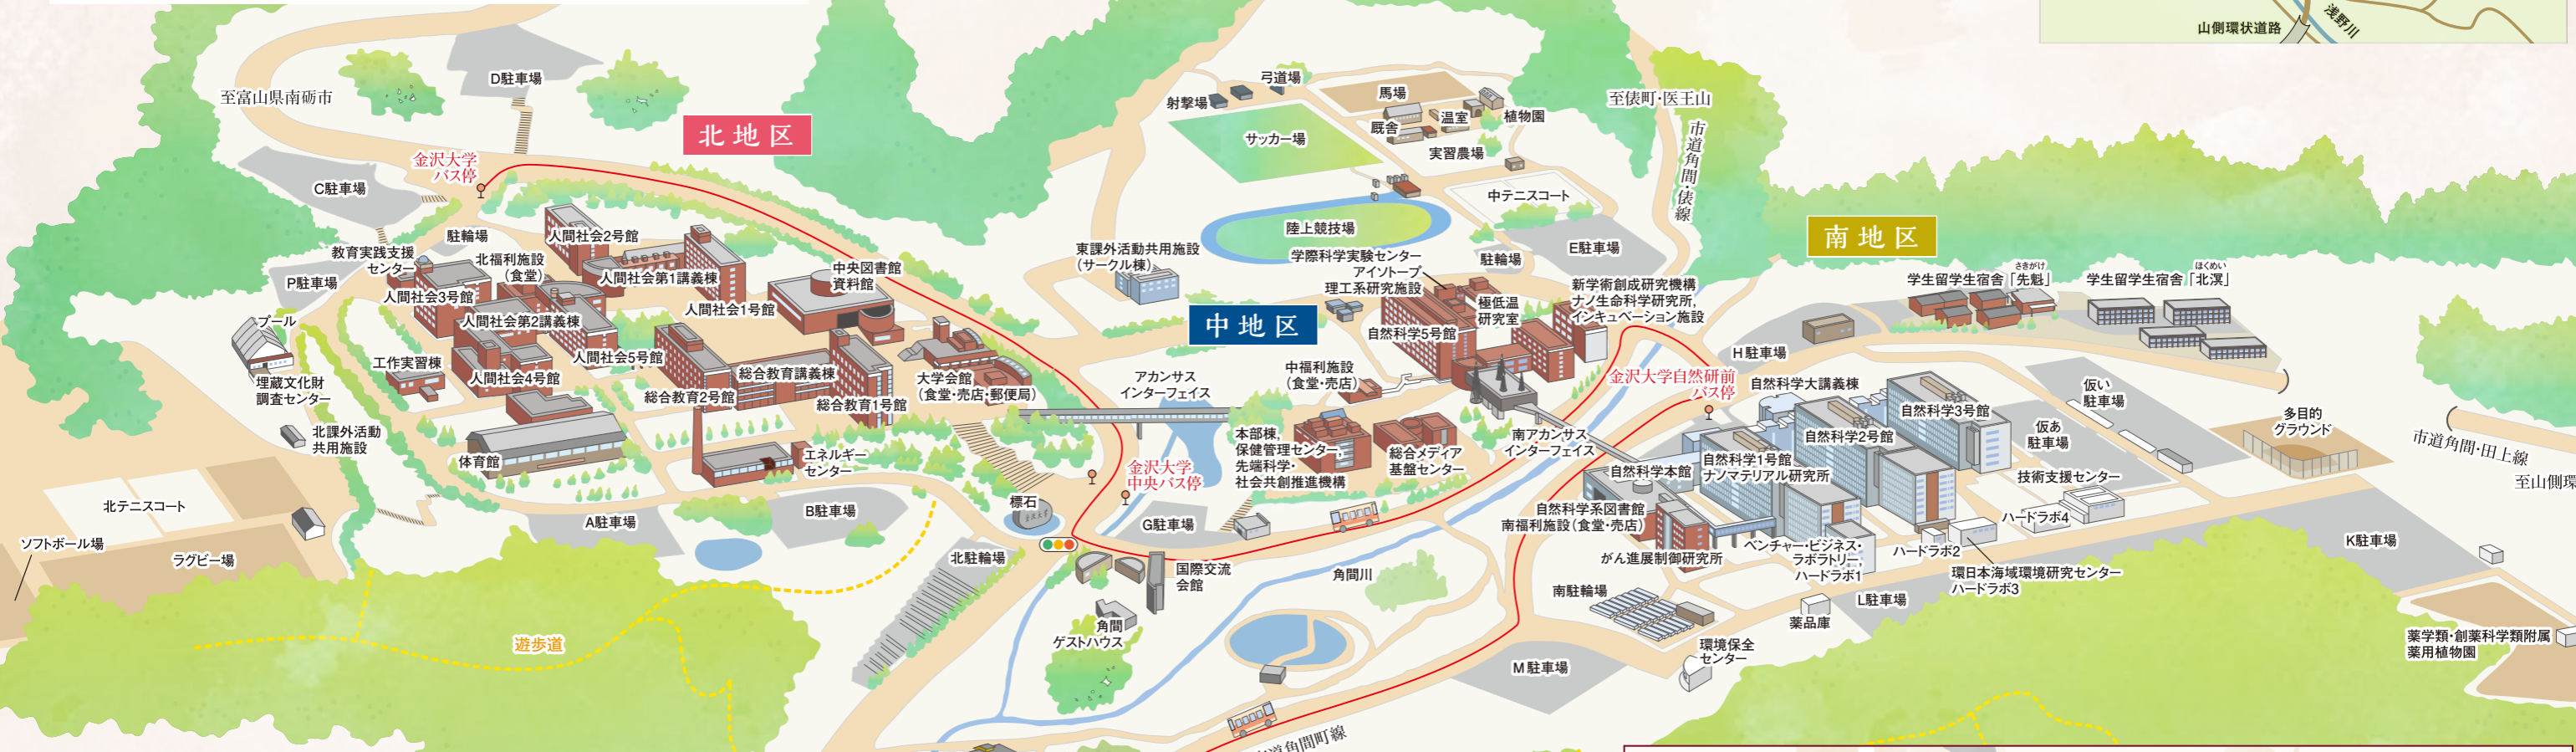 山側環状道路
浅野川
D駐車場
至富山県南砺市
北地区
金沢大学
バス停
C駐車場
駐輪場
教育実践支援
センター
北福利施設
（食堂）
人間社会2号館
人間社会第1講義棟
P駐車場
人間社会3号館
人間社会1号館
中央図書館
資料館
プール
人間社会第2講義棟
工作実習棟
人間社会5号館
人間社会4号館
総合教育講義棟
総合教育2号館
総合教育1号館
大学会館
（食堂・売店・郵便局）
埋蔵文化財
調査センター
北課外活動
共用施設
体育館
エネルギー
センター
北テニスコート
A駐車場
B駐車場
ソフトボール場
ラグビー場
遊歩道
北駐輪場
標石
金沢大学
弓道場
射撃場
馬場
サッカー場
厩舎
温室
植物園
実習農場
至俵町・医王山
市道角間・俵線
中テニスコート
陸上競技場
E駐車場
駐輪場
東課外活動共用施設
（サークル棟）
学際科学実験センター
アイソトープ
理工系研究施設
中地区
極低温
研究室
新学術創成研究機構
ナノ生命科学研究所,
インキュベーション施設
自然科学5号館
中福利施設
（食堂・売店）
アカンサス
インターフェイス
本部棟,
保健管理センター,
先端科学・
社会共創推進機構
総合メディア
基盤センター
南アカンサス
インターフェイス
金沢大学
中央バス停
G駐車場
国際交流
会館
角間
ゲストハウス
角間川
道角間町線
南地区
学生留学生宿舎「先魁」
さきがけ
学生留学生宿舎「北溟」
ほくめい
H駐車場
金沢大学自然研前
バス停
自然科学大講義棟
自然科学3号館
仮い
駐車場
自然科学2号館
仮あ
駐車場
多目的
グラウンド
市道角間・田上線
至山側環
自然科学1号館
ナノマテリアル研究所
自然科学本館
技術支援センター
自然科学系図書館
南福利施設（食堂・売店）
ハードラボ4
がん進展制御研究所
ベンチャー・ビジネス・
ラボラトリー,
ハードラボ1
ハードラボ2
環日本海域環境研究センター
ハードラボ3
K駐車場
南駐輪場
L駐車場
薬品庫
環境保全
センター
M駐車場
薬学類・創薬科学類附属
薬用植物園